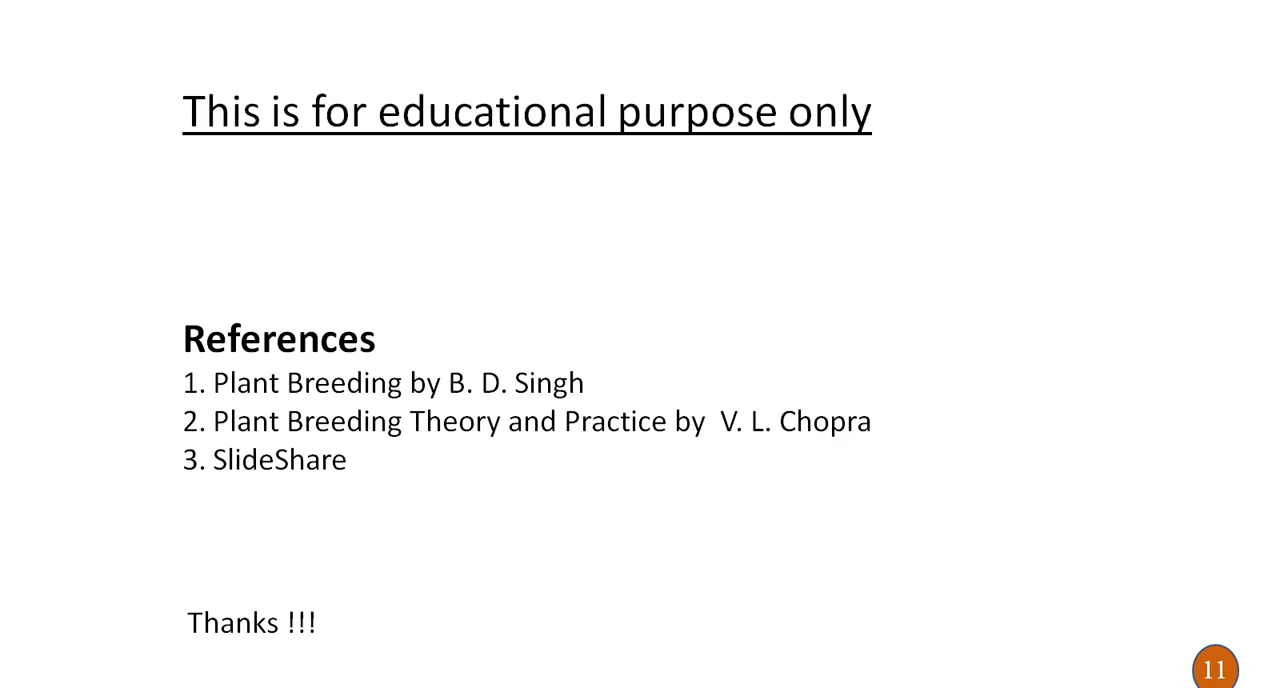 This is for educational purpose only
References
1. Plant Breeding by B. D. Singh
2. Plant Breeding Theory and Practice by  V. L. Chopra
3. SlideShare
Thanks !!!
11